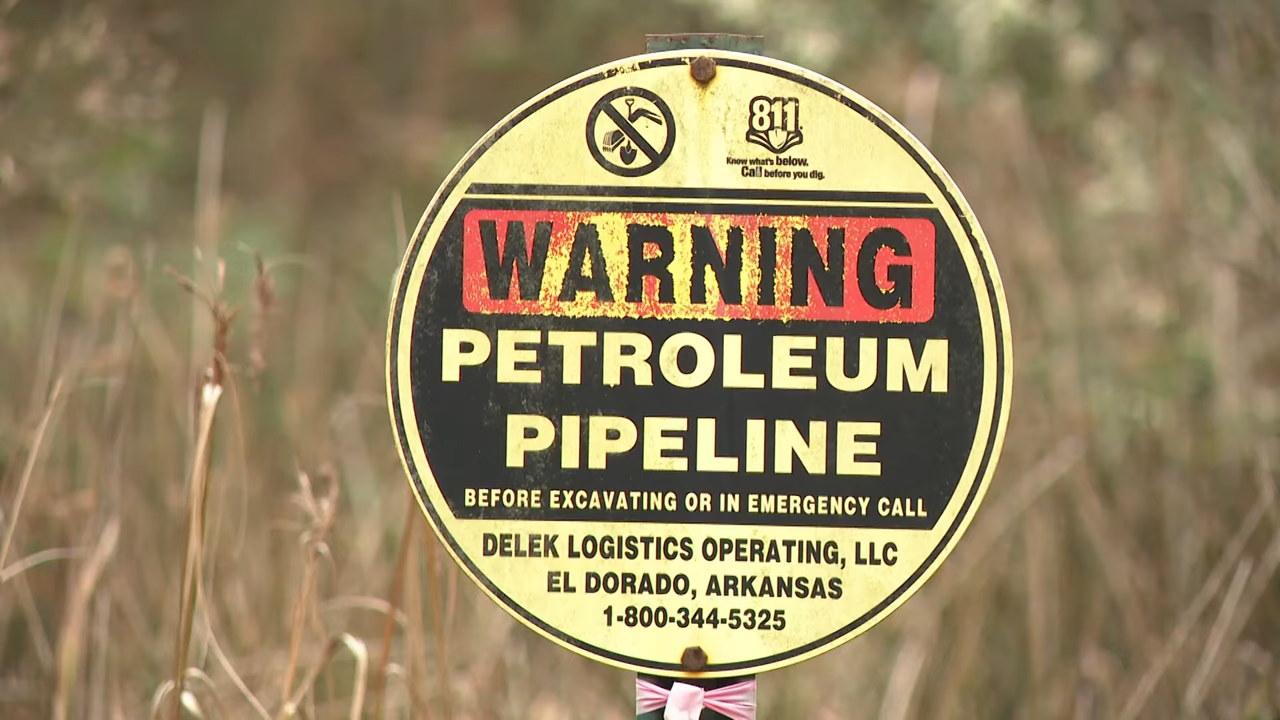 811
Know what's below.
Call before you dig.
WARNING
PETROLEUM
PIPELINE
BEFORE EXCAVATING OR IN EMERGENCY CALL
DELEK LOGISTICS OPERATING, LLC
EL DORADO, ARKANSAS
1-800-344-5325